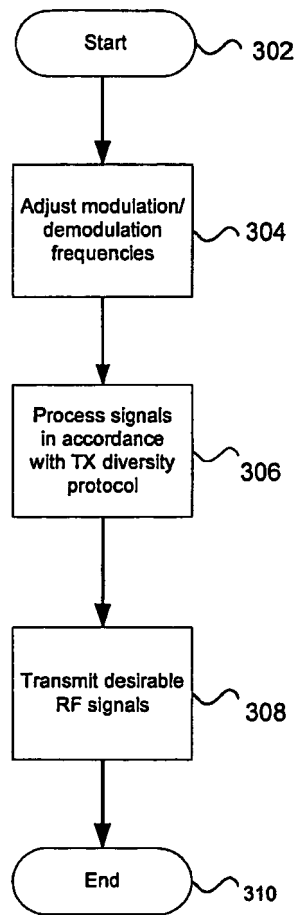 Start
302
Adjust modulation/
demodulation
frequencies
304
Process signals
in accordance
with TX diversity
protocol
306
Transmit desirable
RF signals
308
End
310